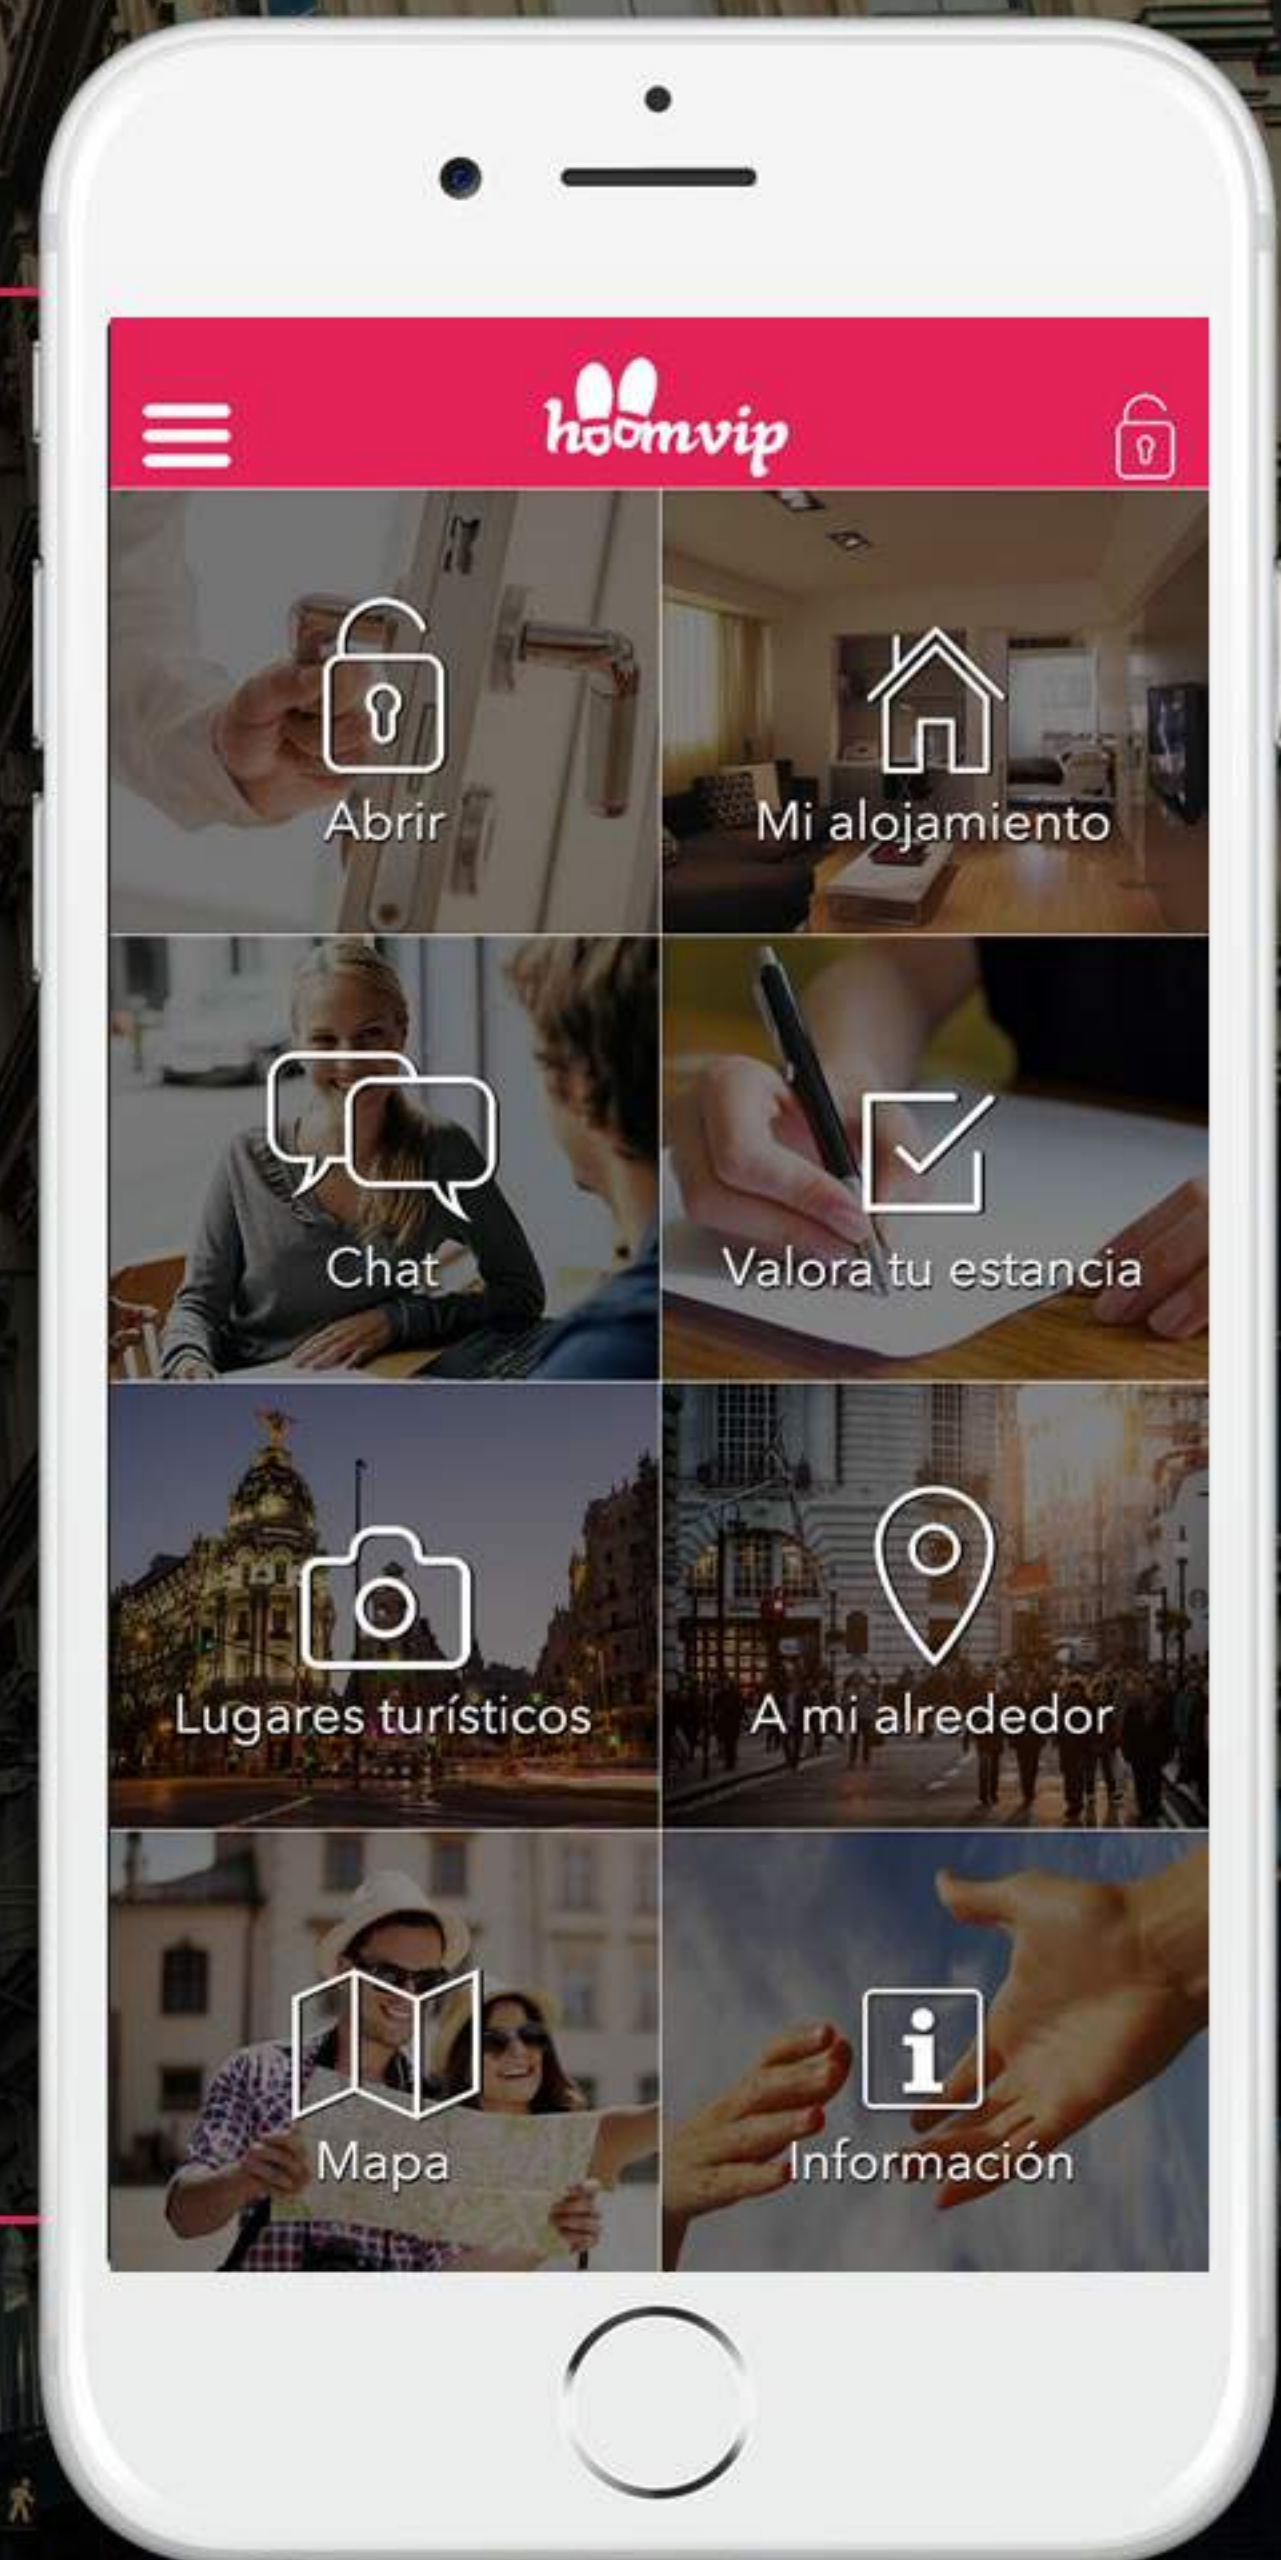 hoomvip
Abrir
Mi alojamiento
Chat
Valora tu estancia
Lugares turísticos
A mi alrededor
Mapa
Información